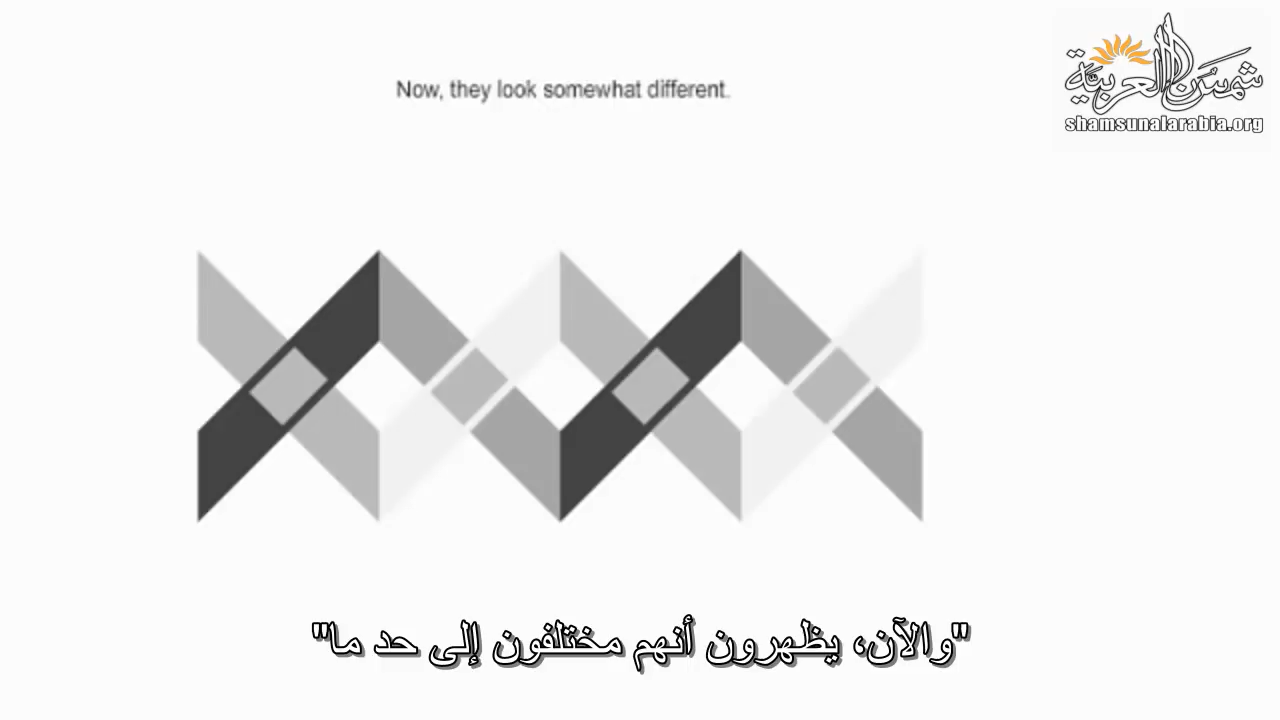 شمس العربية
shamsunalarabia.org
Now, they look somewhat different.
"والآن، يظهرون أنهم مختلفون إلى حد ما"